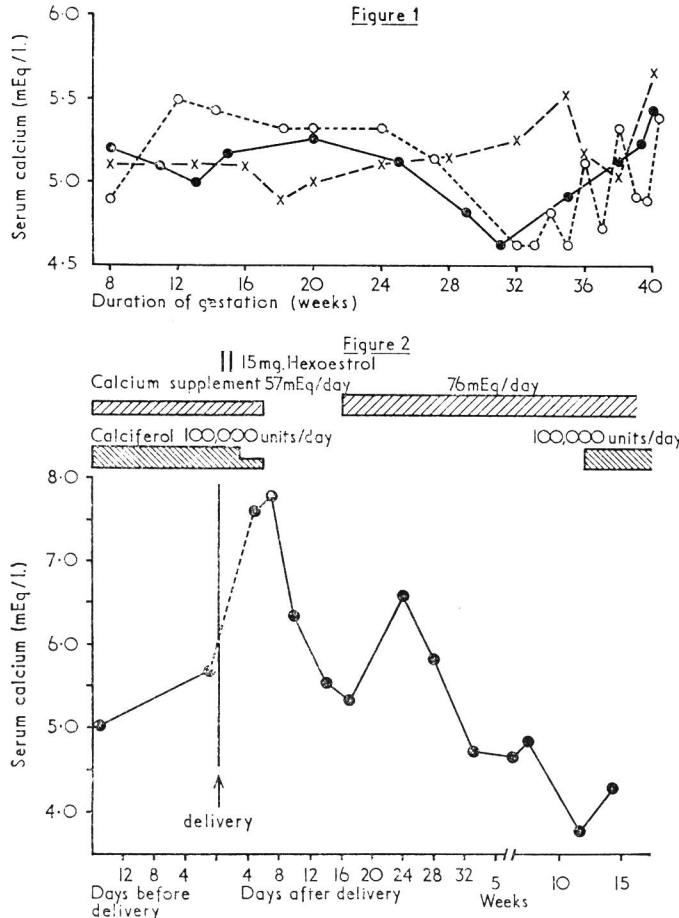 Figure 1
Serum calcium (mEq/l.)
6·0
5·5
5·0
4·5
8 12 16 20 24 28 32 36 40
Duration of gestation (weeks)
Figure 2
15mg. Hexoestrol
Calcium supplement 57mEq/day 76mEq/day
Calciferol 100,000 units/day 100,000 units/day
Serum calcium (mEq/l.)
8·0
7·0
6·0
5·0
4·0
delivery
12 8 4 4 8 12 16 20 24 28 32 5 10 15
Days before delivery
Days after delivery
Weeks